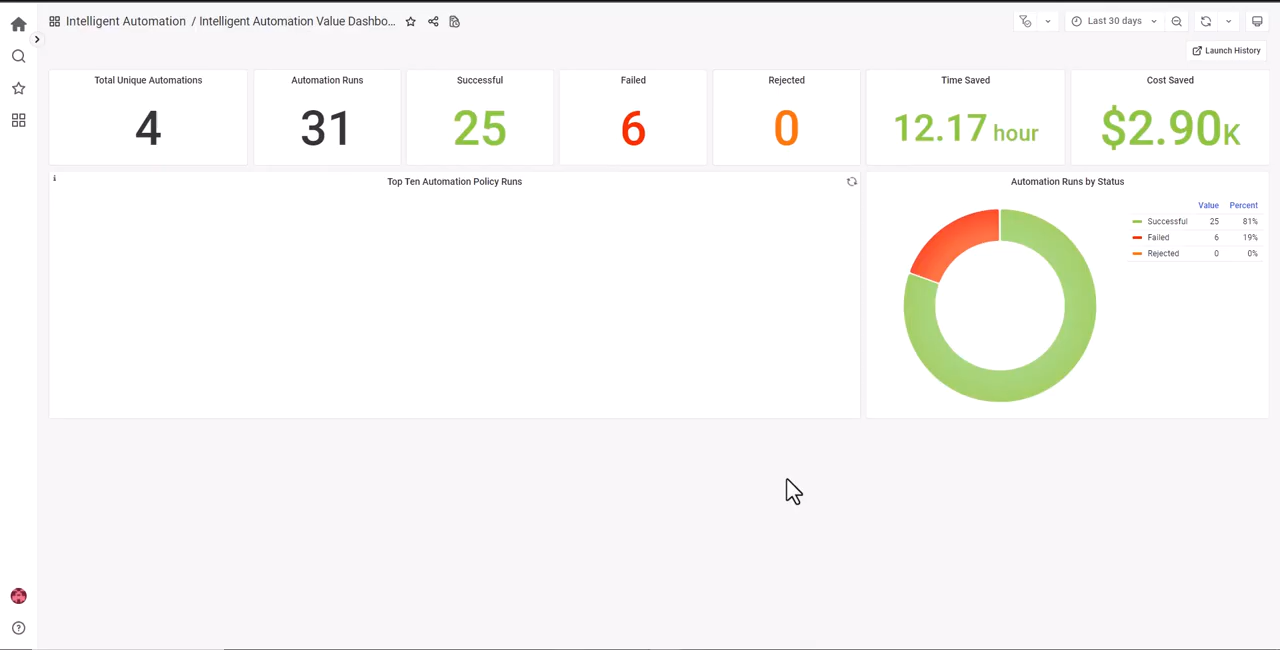 Intelligent Automation / Intelligent Automation Value Dashbo...
Last 30 days
Launch History
Total Unique Automations
4
Automation Runs
31
Successful
25
Failed
6
Rejected
0
Time Saved
12.17 hour
Cost Saved
$2.90K
i
Top Ten Automation Policy Runs
Automation Runs by Status
Value Percent
Successful 25 81%
Failed 6 19%
Rejected 0 0%